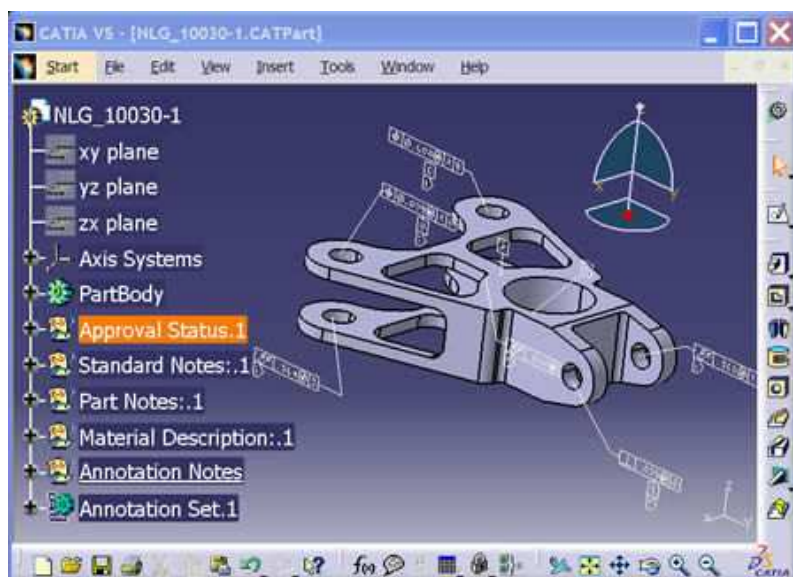 CATIA V5 - [NLG_10030-1.CATPart]
Start File Edit View Insert Tools Window Help
NLG_10030-1
xy plane
yz plane
zx plane
Axis Systems
PartBody
Approval Status.1
Standard Notes:.1
Part Notes:.1
Material Description:.1
Annotation Notes
Annotation Set.1
f(x)
CATIA